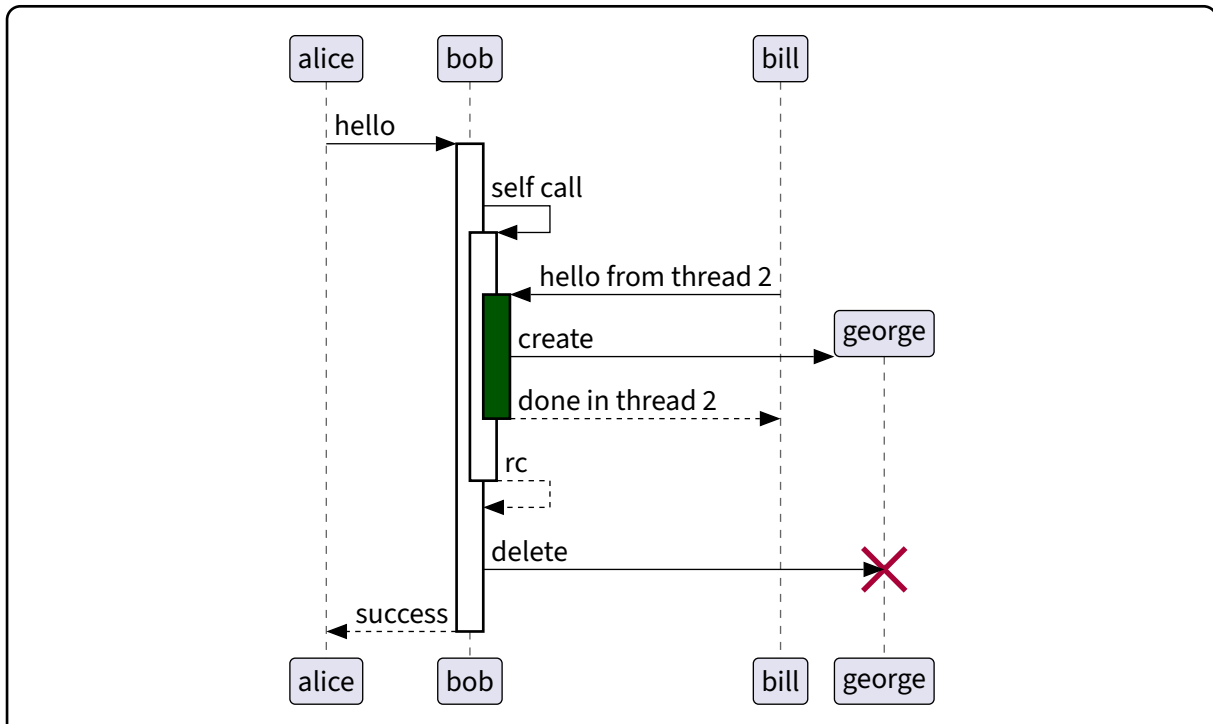 alice
bob
bill
hello
self call
hello from thread 2
george
create
done in thread 2
rc
delete
success
alice
bob
bill
george